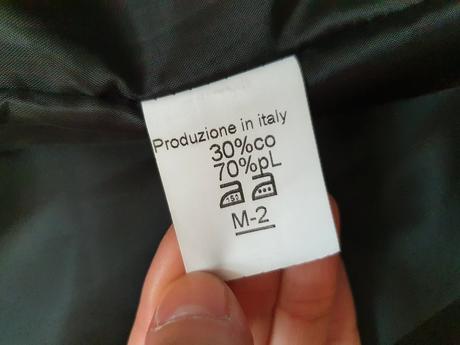 Produzione in italy
30%co
70%pL
M-2